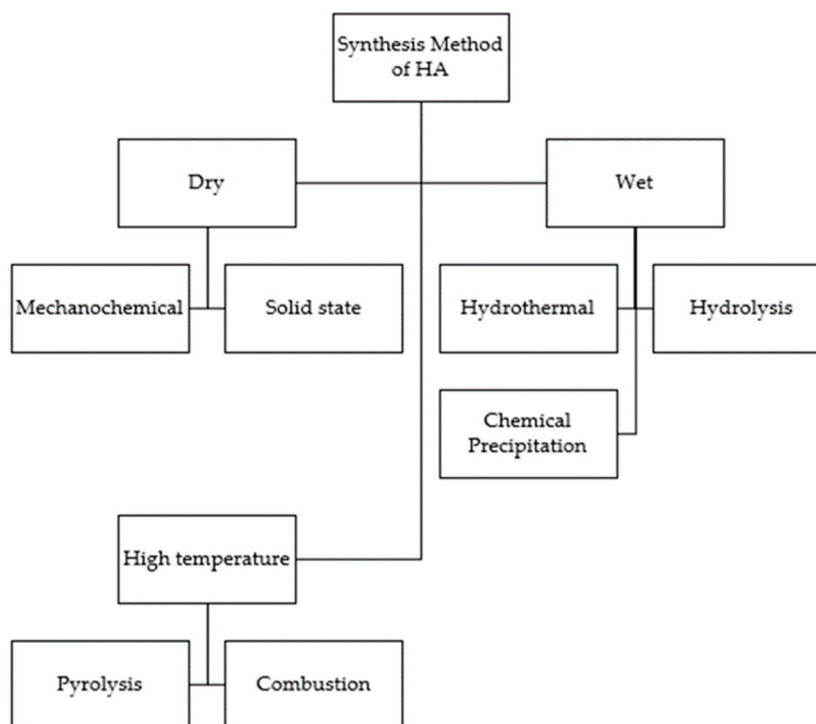 Synthesis Method
of HA
Dry
Wet
Mechanochemical
Solid state
Hydrothermal
Hydrolysis
Chemical
Precipitation
High temperature
Pyrolysis
Combustion